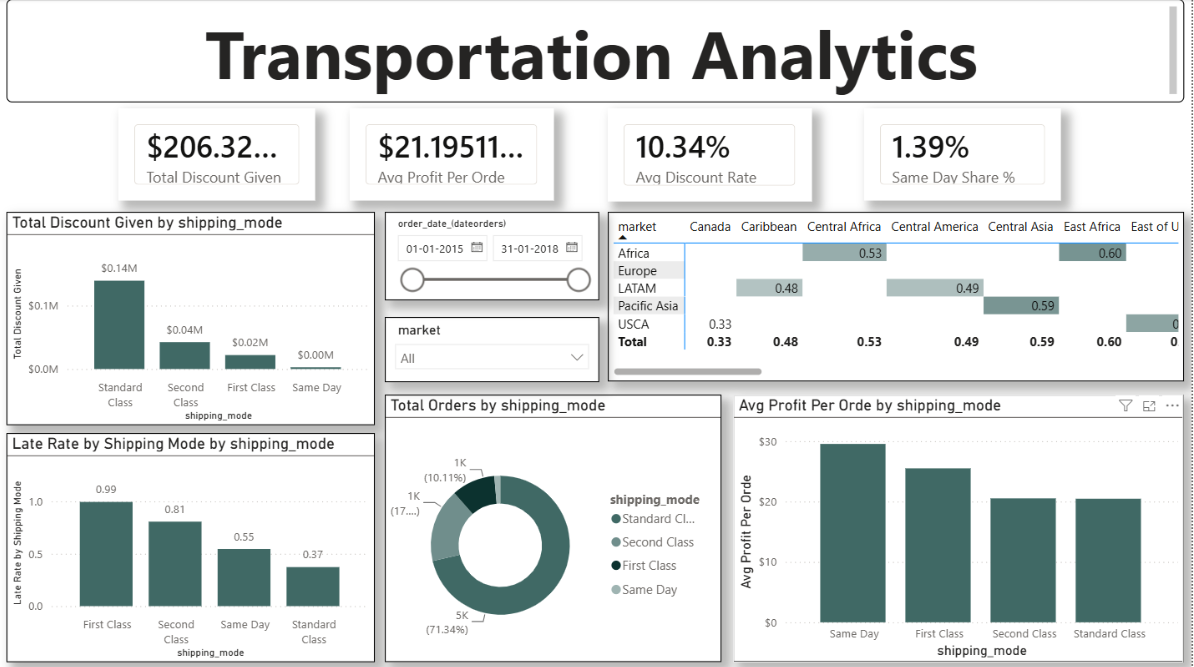 Transportation Analytics
$206.32...
Total Discount Given
$21.19511...
Avg Profit Per Orde
10.34%
Avg Discount Rate
1.39%
Same Day Share %
Total Discount Given by shipping_mode
Total Discount Given
$0.1M
$0.0M
$0.14M
$0.04M
$0.02M
$0.00M
Standard Class
Second Class
First Class
Same Day
shipping_mode
order_date_(dateorders)
01-01-2015
31-01-2018
market
All
market Canada Caribbean Central Africa Central America Central Asia East Africa East of U
Africa 0.53 0.60
Europe
LATAM 0.48 0.49
Pacific Asia 0.59
USCA 0.33 0
Total 0.33 0.48 0.53 0.49 0.59 0.60 0.
Late Rate by Shipping Mode by shipping_mode
Late Rate by Shipping Mode
1.0
0.5
0.0
0.99
0.81
0.55
0.37
First Class
Second Class
Same Day
Standard Class
shipping_mode
Total Orders by shipping_mode
1K
(10.11%)
1K
(17....)
5K
(71.34%)
shipping_mode
Standard Cl...
Second Class
First Class
Same Day
Avg Profit Per Orde by shipping_mode
Avg Profit Per Orde
$30
$20
$10
$0
Same Day
First Class
Second Class
Standard Class
shipping_mode